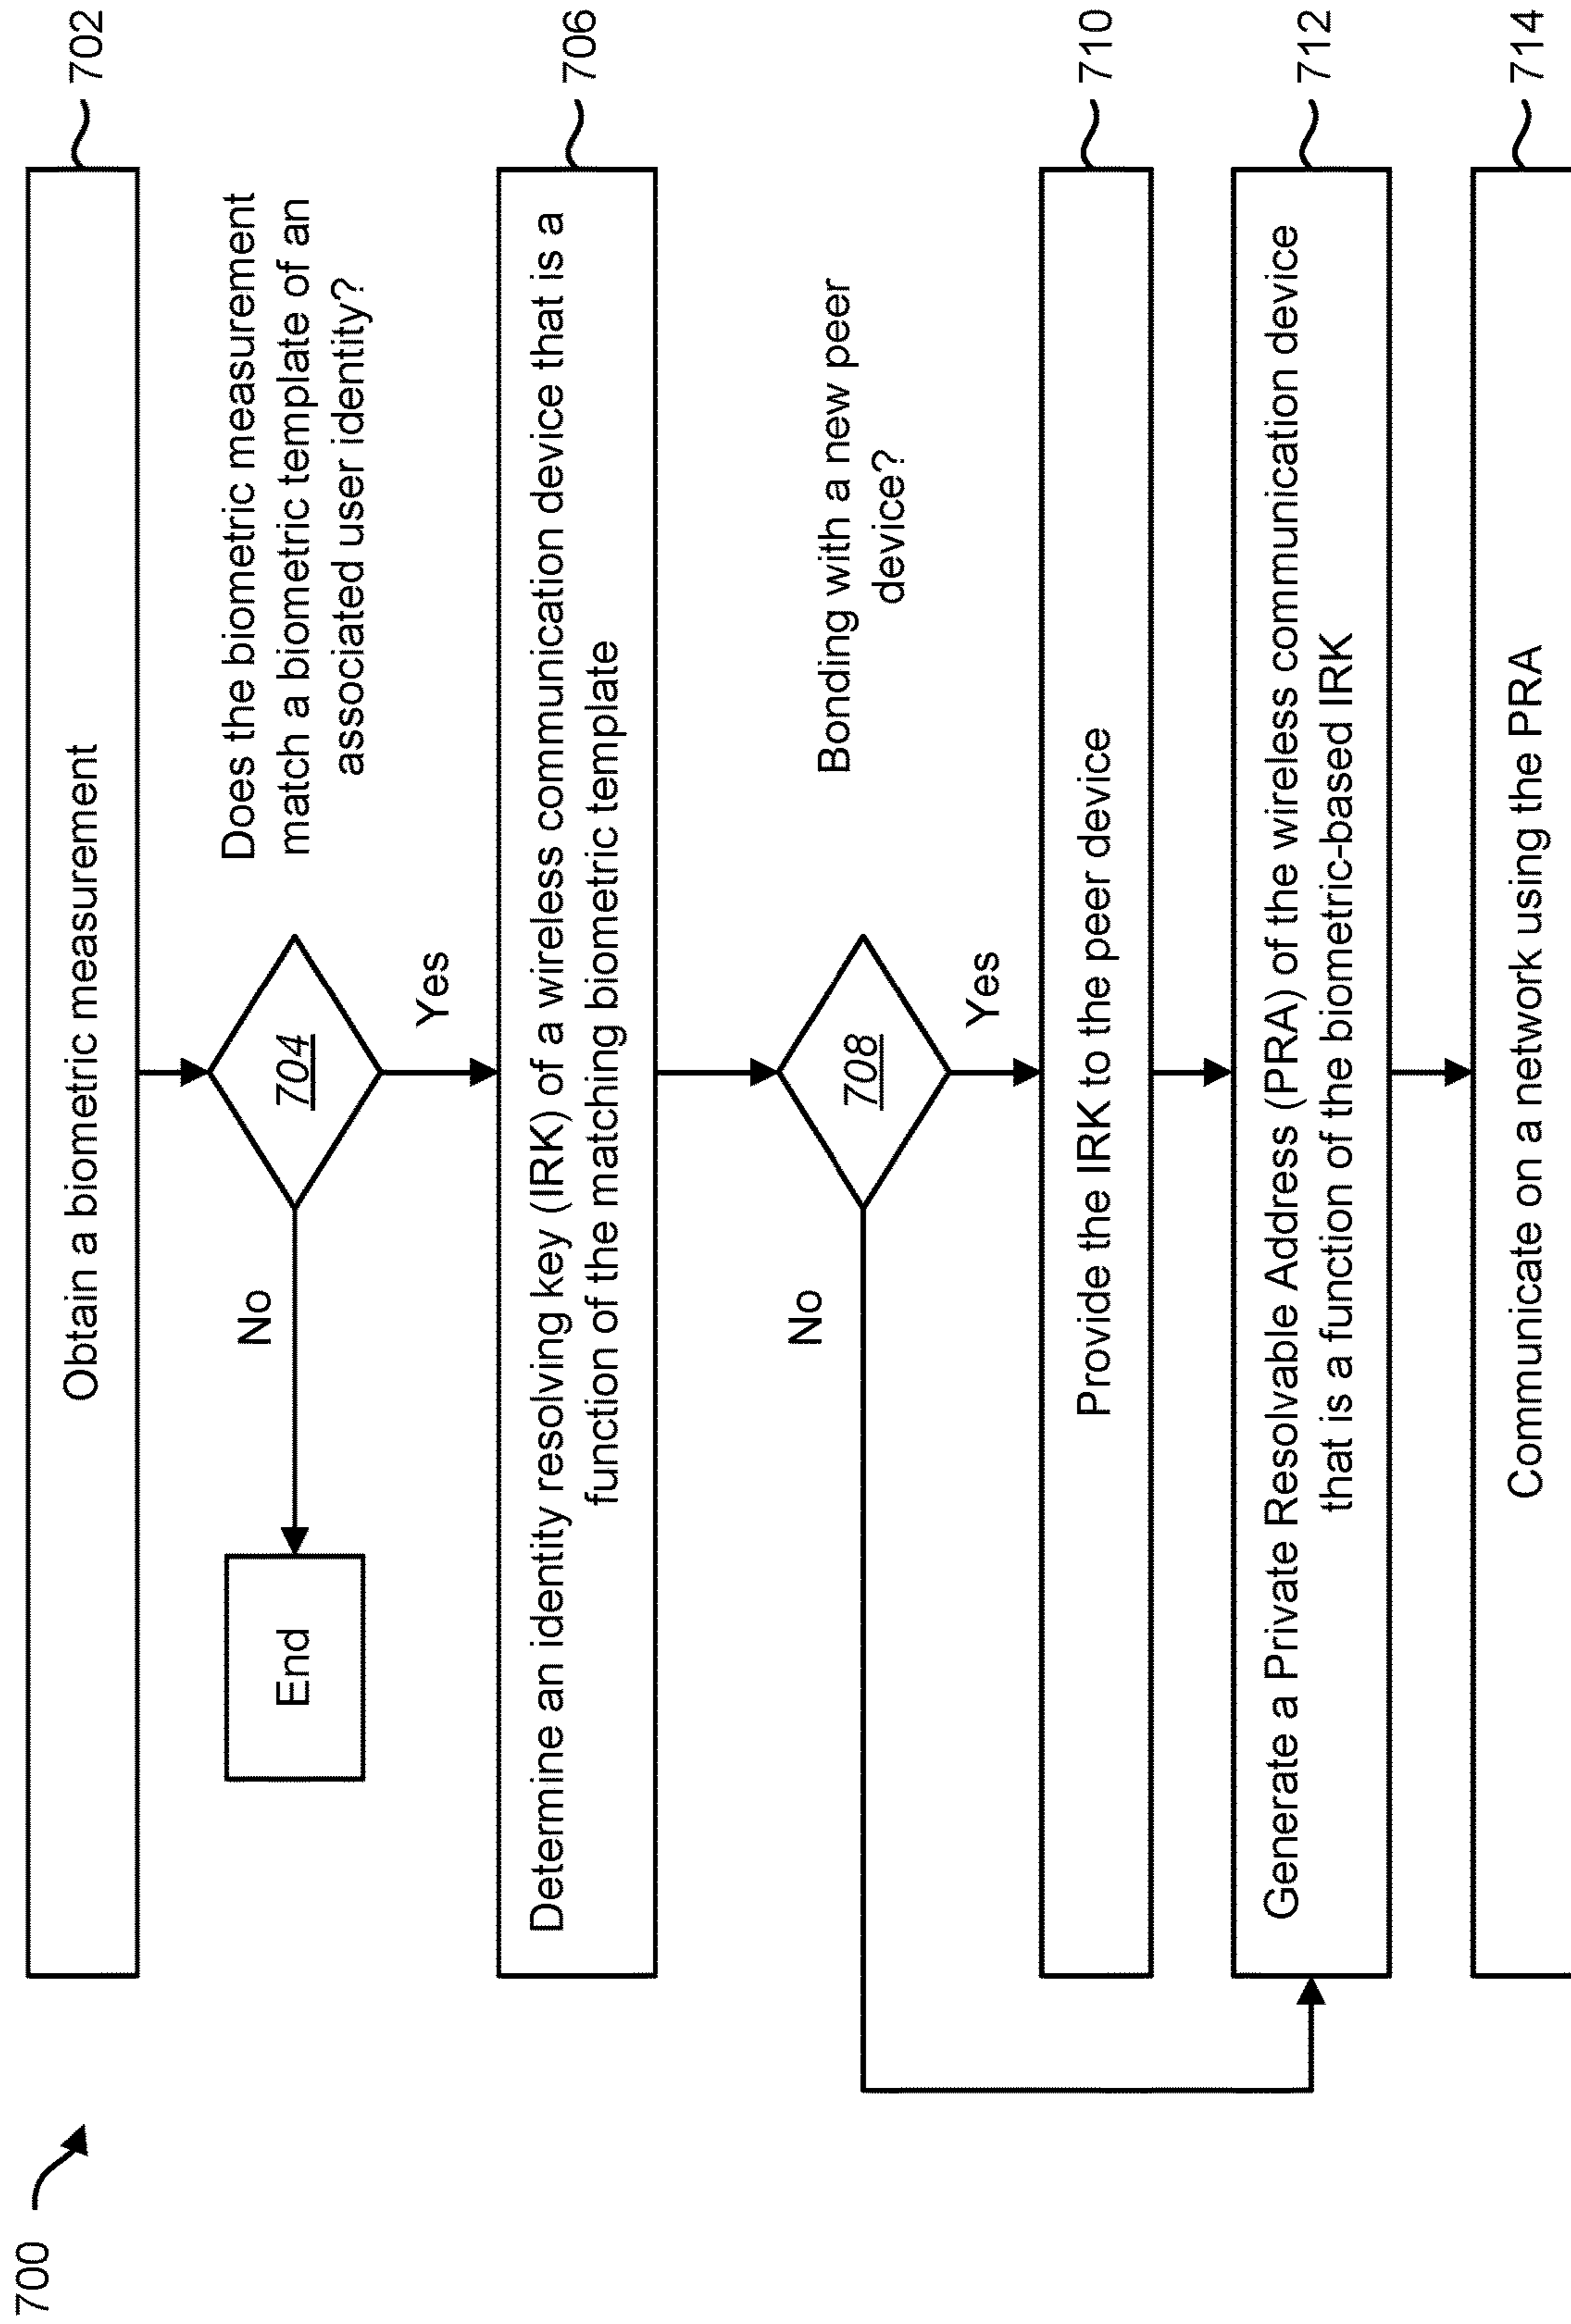 700
Obtain a biometric measurement
702
704
Does the biometric measurement
match a biometric template of an
associated user identity?
No
End
Yes
Determine an identity resolving key (IRK) of a wireless communication device that is a
function of the matching biometric template
706
708
Bonding with a new peer
device?
No
Yes
Provide the IRK to the peer device
710
Generate a Private Resolvable Address (PRA) of the wireless communication device
that is a function of the biometric-based IRK
712
Communicate on a network using the PRA
714